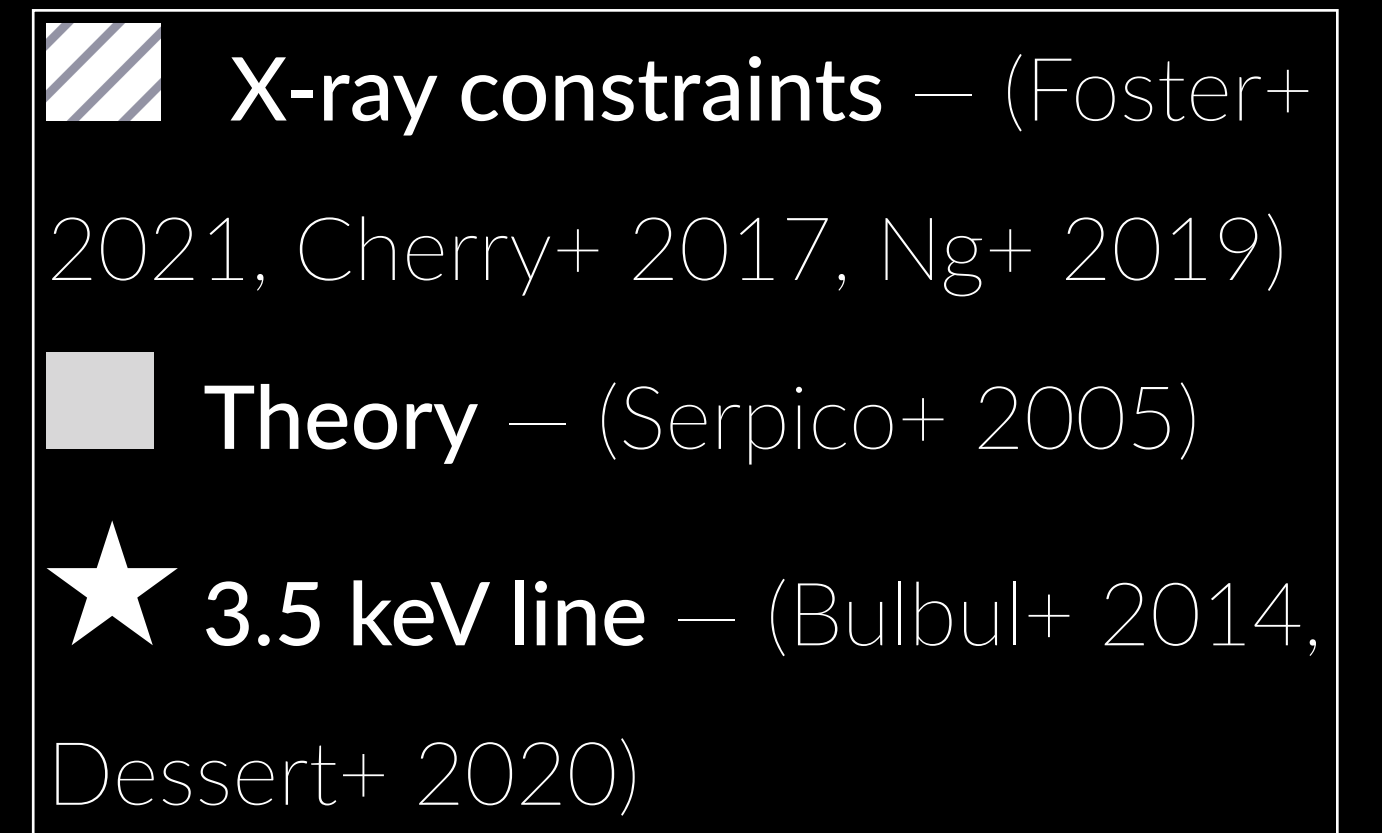 X-ray constraints — (Foster+
2021, Cherry+ 2017, Ng+ 2019)
Theory — (Serpico+ 2005)
3.5 keV line — (Bulbul+ 2014,
Dessert+ 2020)